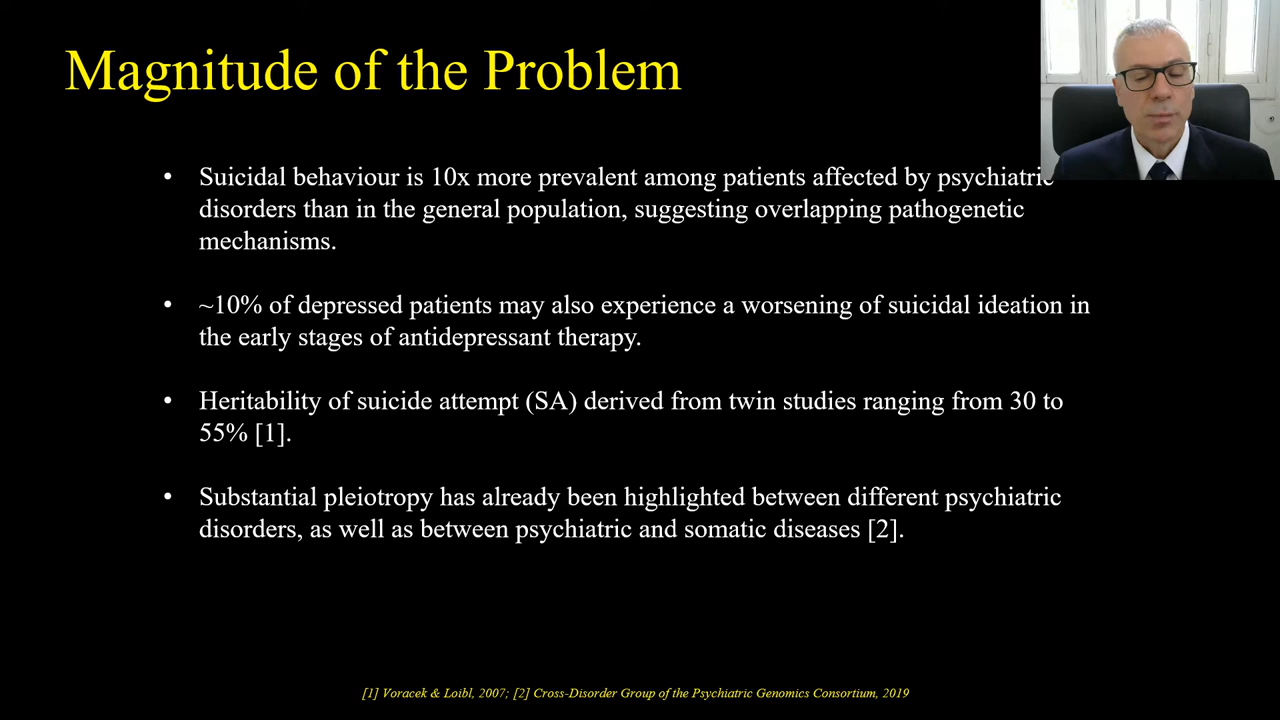 Magnitude of the Problem
• Suicidal behaviour is 10x more prevalent among patients affected by psychiatric
disorders than in the general population, suggesting overlapping pathogenetic
mechanisms.
• ~10% of depressed patients may also experience a worsening of suicidal ideation in
the early stages of antidepressant therapy.
• Heritability of suicide attempt (SA) derived from twin studies ranging from 30 to
55% [1].
• Substantial pleiotropy has already been highlighted between different psychiatric
disorders, as well as between psychiatric and somatic diseases [2].
[1] Voracek & Loibl, 2007; [2] Cross-Disorder Group of the Psychiatric Genomics Consortium, 2019